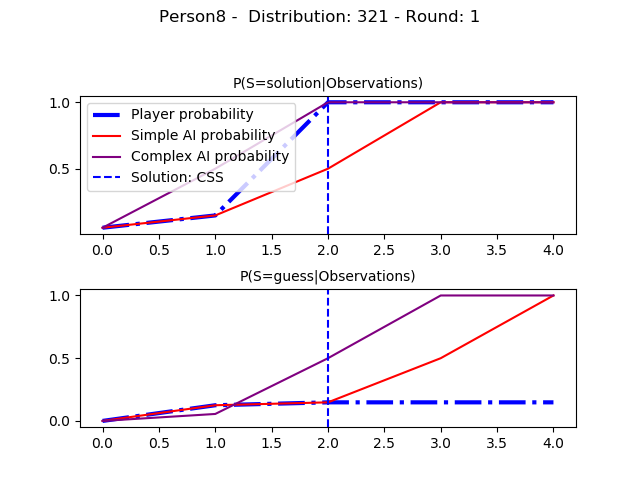 Person8 -  Distribution: 321 - Round: 1
P(S=solution|Observations)
1.0
0.5
Player probability
Simple AI probability
Complex AI probability
Solution: CSS
0.0 0.5 1.0 1.5 2.0 2.5 3.0 3.5 4.0
P(S=guess|Observations)
1.0
0.5
0.0
0.0 0.5 1.0 1.5 2.0 2.5 3.0 3.5 4.0